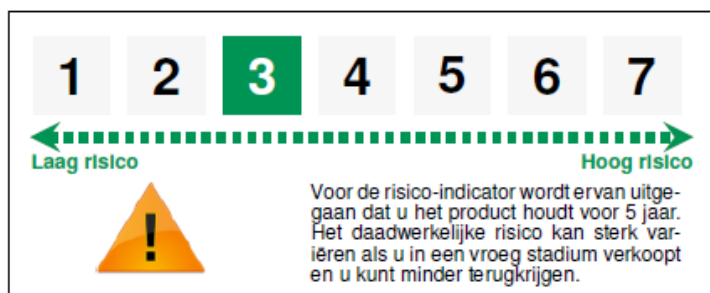 1 2 3 4 5 6 7
Laag risico Hoog risico
!
Voor de risico-indicator wordt ervan uitge-
gaan dat u het product houdt voor 5 jaar.
Het daadwerkelijke risico kan sterk var-
iëren als u in een vroeg stadium verkoopt
en u kunt minder terugkrijgen.